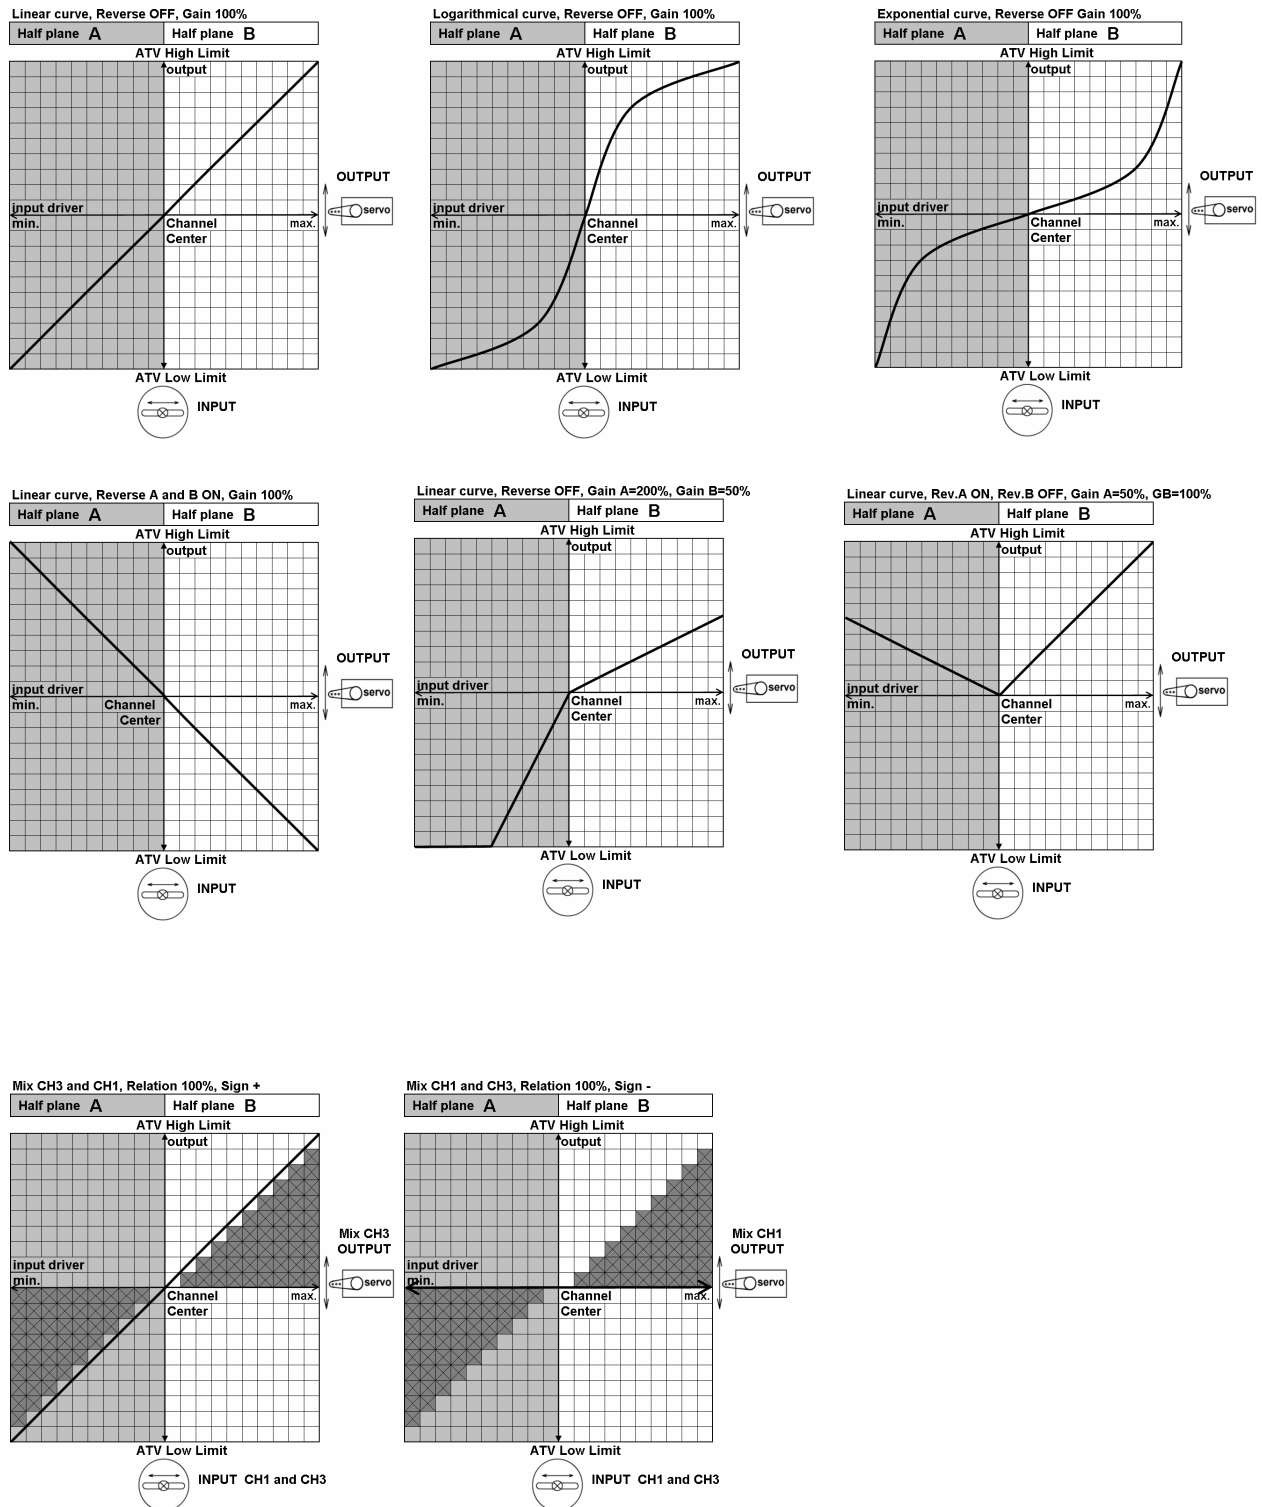 Linear curve, Reverse OFF, Gain 100%
Half plane A Half plane B
ATV High Limit
output
OUTPUT
input driver
servo
min.
Channel
max.
Center
ATV Low Limit
INPUT
Logarithmical curve, Reverse OFF, Gain 100%
Half plane A Half plane B
ATV High Limit
output
OUTPUT
input driver
servo
min.
Channel
max.
Center
ATV Low Limit
INPUT
Exponential curve, Reverse OFF Gain 100%
Half plane A Half plane B
ATV High Limit
output
OUTPUT
input driver
servo
min.
Channel
max.
Center
ATV Low Limit
INPUT
Linear curve, Reverse A and B ON, Gain 100%
Half plane A Half plane B
ATV High Limit
output
OUTPUT
input driver
servo
min.
Channel
max.
Center
ATV Low Limit
INPUT
Linear curve, Reverse OFF, Gain A=200%, Gain B=50%
Half plane A Half plane B
ATV High Limit
output
OUTPUT
input driver
servo
min.
Channel
max.
Center
ATV Low Limit
INPUT
Linear curve, Rev.A ON, Rev.B OFF, Gain A=50%, GB=100%
Half plane A Half plane B
ATV High Limit
output
OUTPUT
input driver
servo
min.
Channel
max.
Center
ATV Low Limit
INPUT
Mix CH3 and CH1, Relation 100%, Sign +
Half plane A Half plane B
ATV High Limit
output
Mix CH3
OUTPUT
input driver
servo
min.
Channel
max.
Center
ATV Low Limit
INPUT CH1 and CH3
Mix CH1 and CH3, Relation 100%, Sign -
Half plane A Half plane B
ATV High Limit
output
Mix CH1
OUTPUT
input driver
servo
min.
Channel
max.
Center
ATV Low Limit
INPUT CH1 and CH3